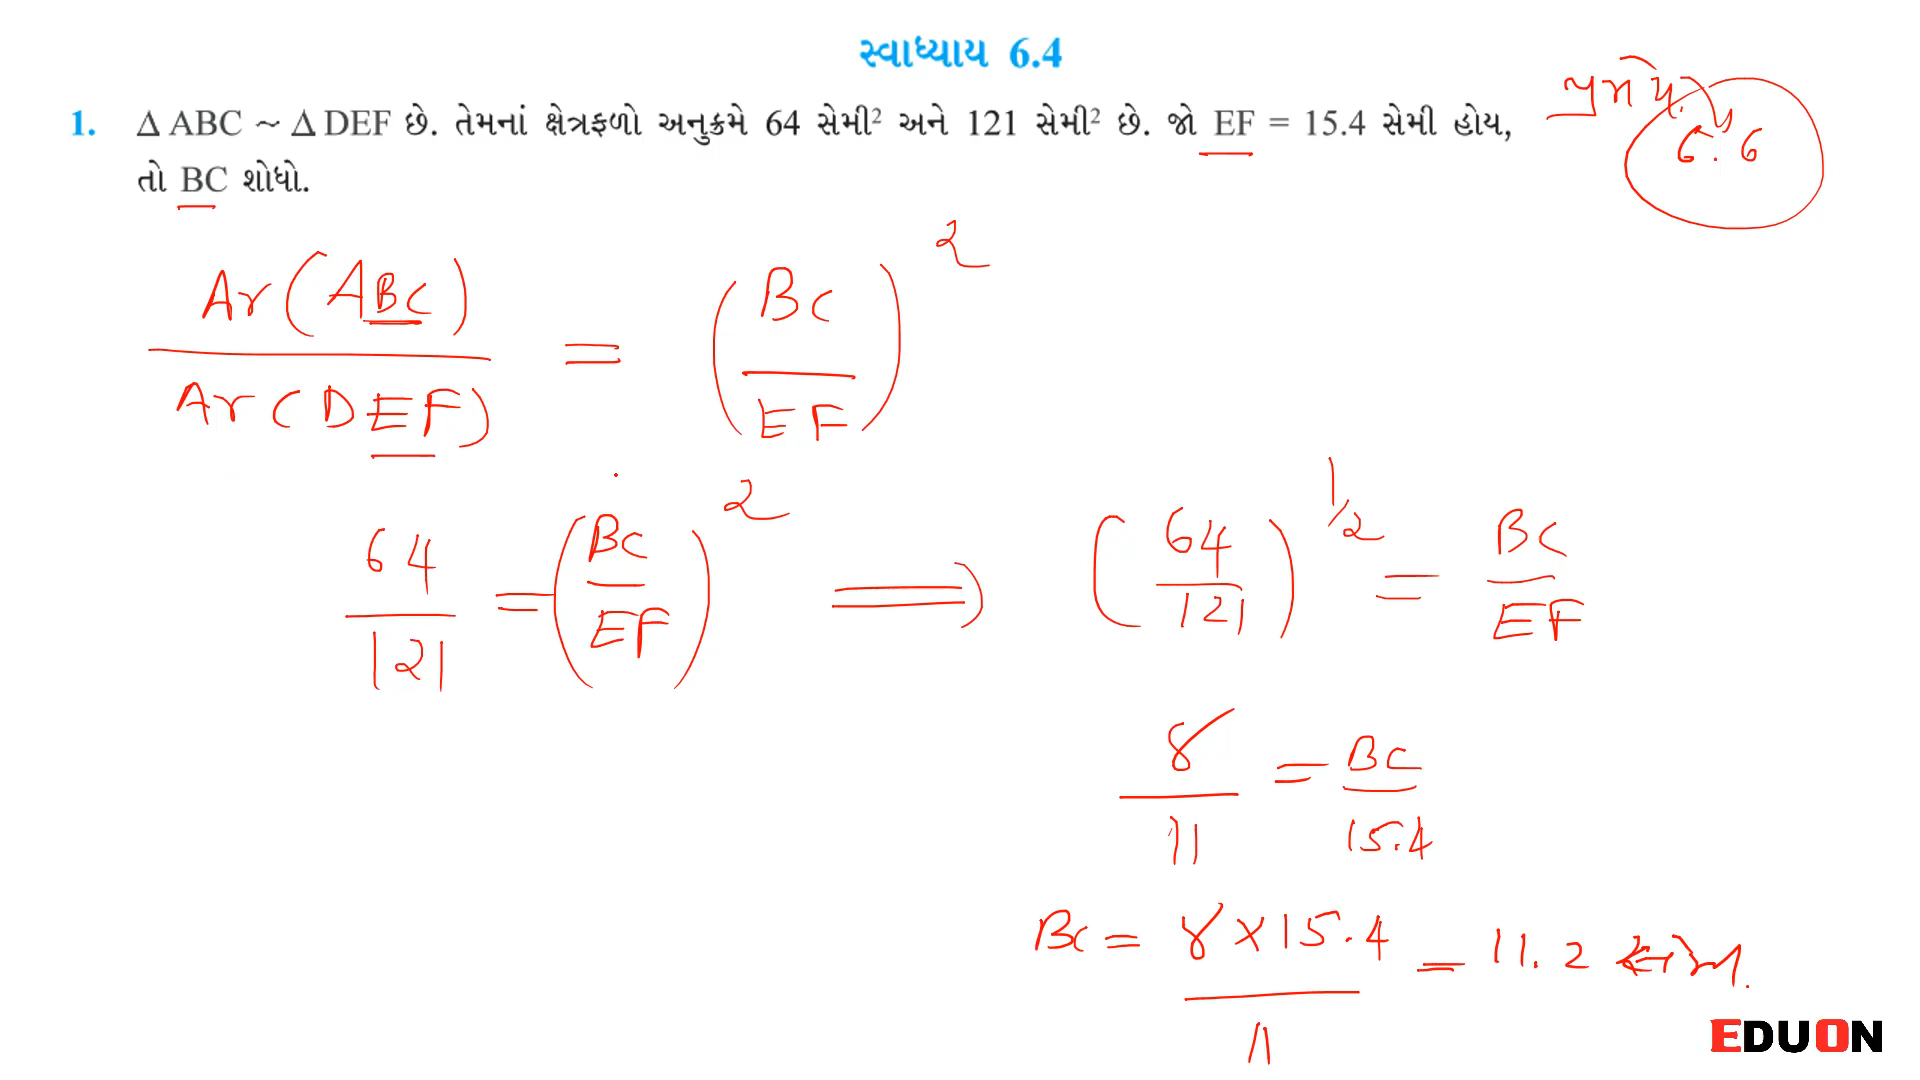 સ્વાધ્યાય 6.4
પ્રમેય 6.6
1. Δ ABC ~ Δ DEF છે. તેમનાં ક્ષેત્રફળો અનુક્રમે 64 સેમી² અને 121 સેમી² છે. જો EF = 15.4 સેમી હોય,
તો BC શોધો.
Ar(ABC) / Ar(DEF) = (BC / EF)²
64 / 121 = (BC / EF)² ⟹ (64 / 121)^1/2 = BC / EF
8 / 11 = BC / 15.4
BC = 8 × 15.4 / 11 = 11.2 સેમી.
EDUON